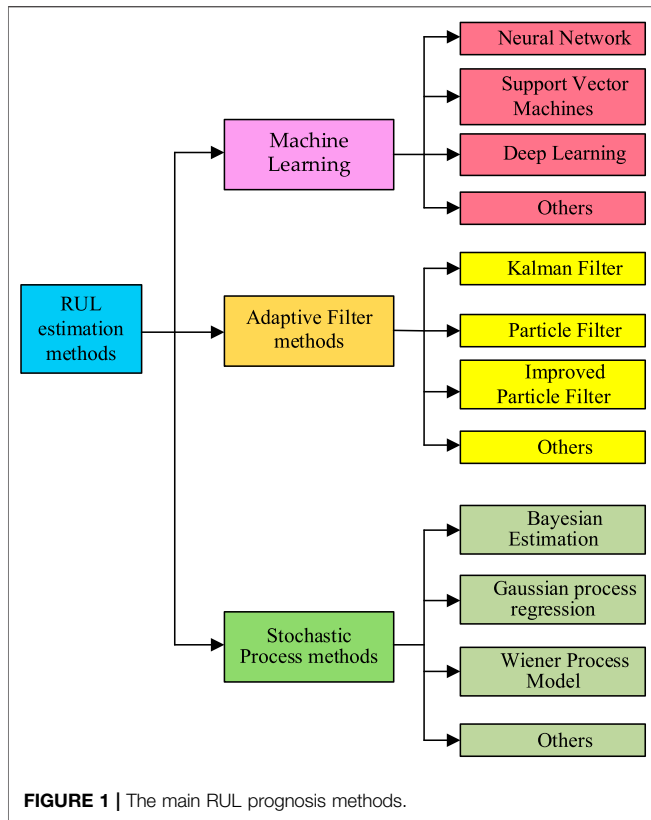 Neural Network
Support Vector
Machines
Machine
Learning
Deep Learning
Others
RUL
estimation
methods
Adaptive Filter
methods
Kalman Filter
Particle Filter
Improved
Particle Filter
Others
Stochastic
Process methods
Bayesian
Estimation
Gaussian process
regression
Wiener Process
Model
Others
FIGURE 1 | The main RUL prognosis methods.